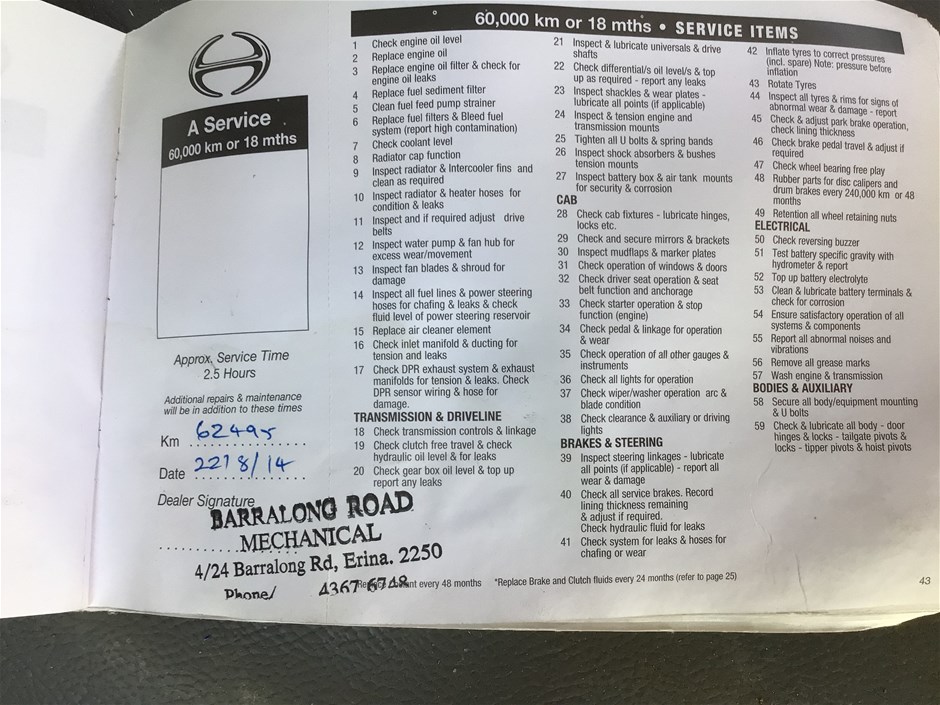 60,000 km or 18 mths • SERVICE ITEMS
A Service
60,000 km or 18 mths
Approx. Service Time
2.5 Hours
Additional repairs & maintenance
will be in addition to these times
Km 62495
Date 22/8/14
Dealer Signature
BARRALONG ROAD
MECHANICAL
4/24 Barralong Rd, Erina. 2250
Phone/ 4367 6748
1 Check engine oil level
2 Replace engine oil
3 Replace engine oil filter & check for
engine oil leaks
4 Replace fuel sediment filter
5 Clean fuel feed pump strainer
6 Replace fuel filters & Bleed fuel
system (report high contamination)
7 Check coolant level
8 Radiator cap function
9 Inspect radiator & Intercooler fins and
clean as required
10 Inspect radiator & heater hoses for
condition & leaks
11 Inspect and if required adjust drive
belts
12 Inspect water pump & fan hub for
excess wear/movement
13 Inspect fan blades & shroud for
damage
14 Inspect all fuel lines & power steering
hoses for chafing & leaks & check
fluid level of power steering reservoir
15 Replace air cleaner element
16 Check inlet manifold & ducting for
tension and leaks
17 Check DPR exhaust system & exhaust
manifolds for tension & leaks. Check
DPR sensor wiring & hose for
damage.
TRANSMISSION & DRIVELINE
18 Check transmission controls & linkage
19 Check clutch free travel & check
hydraulic oil level & for leaks
20 Check gear box oil level & top up
report any leaks
21 Inspect & lubricate universals & drive
shafts
22 Check differential/s oil level/s & top
up as required - report any leaks
23 Inspect shackles & wear plates -
lubricate all points (if applicable)
24 Inspect & tension engine and
transmission mounts
25 Tighten all U bolts & spring bands
26 Inspect shock absorbers & bushes
tension mounts
27 Inspect battery box & air tank mounts
for security & corrosion
CAB
28 Check cab fixtures - lubricate hinges,
locks etc.
29 Check and secure mirrors & brackets
30 Inspect mudflaps & marker plates
31 Check operation of windows & doors
32 Check driver seat operation & seat
belt function and anchorage
33 Check starter operation & stop
function (engine)
34 Check pedal & linkage for operation
& wear
35 Check operation of all other gauges &
instruments
36 Check all lights for operation
37 Check wiper/washer operation arc &
blade condition
38 Check clearance & auxiliary or driving
lights
BRAKES & STEERING
39 Inspect steering linkages - lubricate
all points (if applicable) - report all
wear & damage
40 Check all service brakes. Record
lining thickness remaining
& adjust if required.
Check hydraulic fluid for leaks
41 Check system for leaks & hoses for
chafing or wear
42 Inflate tyres to correct pressures
(incl. spare) Note: pressure before
inflation
43 Rotate Tyres
44 Inspect all tyres & rims for signs of
abnormal wear & damage - report
45 Check & adjust park brake operation,
check lining thickness
46 Check brake pedal travel & adjust if
required
47 Check wheel bearing free play
48 Rubber parts for disc calipers and
drum brakes every 240,000 km or 48
months
49 Retention all wheel retaining nuts
ELECTRICAL
50 Check reversing buzzer
51 Test battery specific gravity with
hydrometer & report
52 Top up battery electrolyte
53 Clean & lubricate battery terminals &
check for corrosion
54 Ensure satisfactory operation of all
systems & components
55 Report all abnormal noises and
vibrations
56 Remove all grease marks
57 Wash engine & transmission
BODIES & AUXILIARY
58 Secure all body/equipment mounting
& U bolts
59 Check & lubricate all body - door
hinges & locks - tailgate pivots &
locks - tipper pivots & hoist pivots
every 48 months *Replace Brake and Clutch fluids every 24 months (refer to page 25)
43